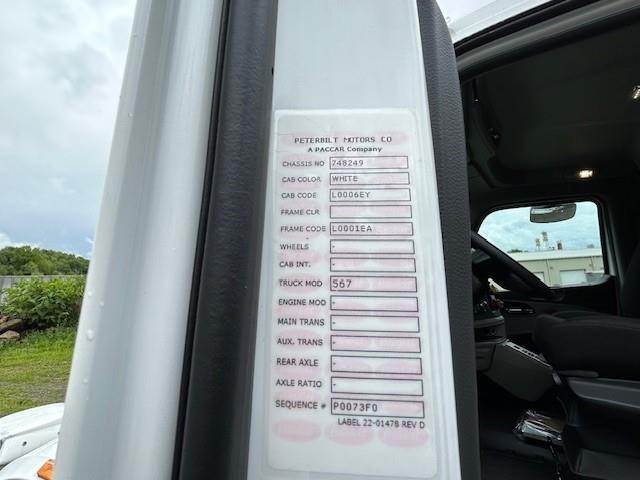 PETERBILT MOTORS CO
A PACCAR Company
CHASSIS NO 748249
CAB COLOR WHITE
CAB CODE L0006EY
FRAME CLR
FRAME CODE L0001EA
WHEELS -
CAB INT. -
TRUCK MOD 567
ENGINE MOD -
MAIN TRANS -
AUX. TRANS -
REAR AXLE -
AXLE RATIO -
SEQUENCE # P0073F0
LABEL 22-01478 REV D